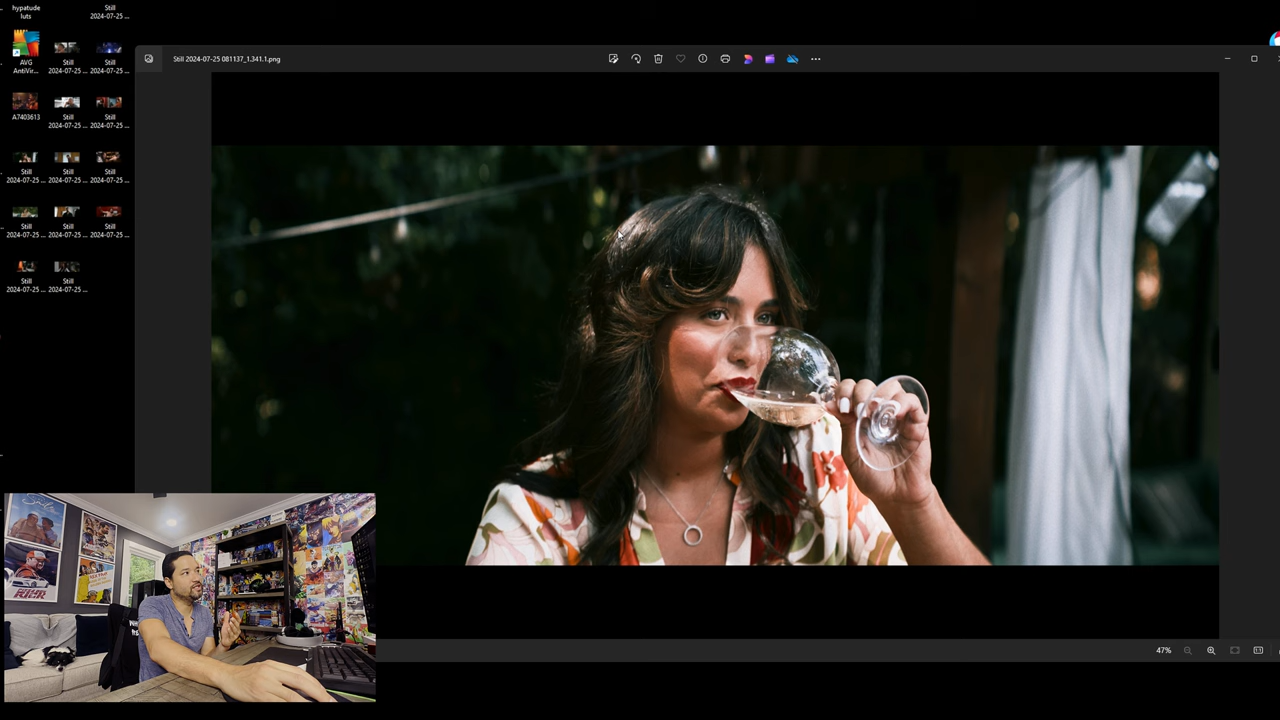 hypatude
luts
Still
2024-07-25 ...
AVG
AntiVir...
Still
2024-07-25 ...
Still
2024-07-25 ...
A7403613
Still
2024-07-25 ...
Still
2024-07-25 ...
Still
2024-07-25 ...
Still
2024-07-25 ...
Still
2024-07-25 ...
Still
2024-07-25 ...
Still
2024-07-25 ...
Still
2024-07-25 ...
Still
2024-07-25 ...
Still
2024-07-25 ...
Still 2024-07-25 081137_1.341.1.png
47%